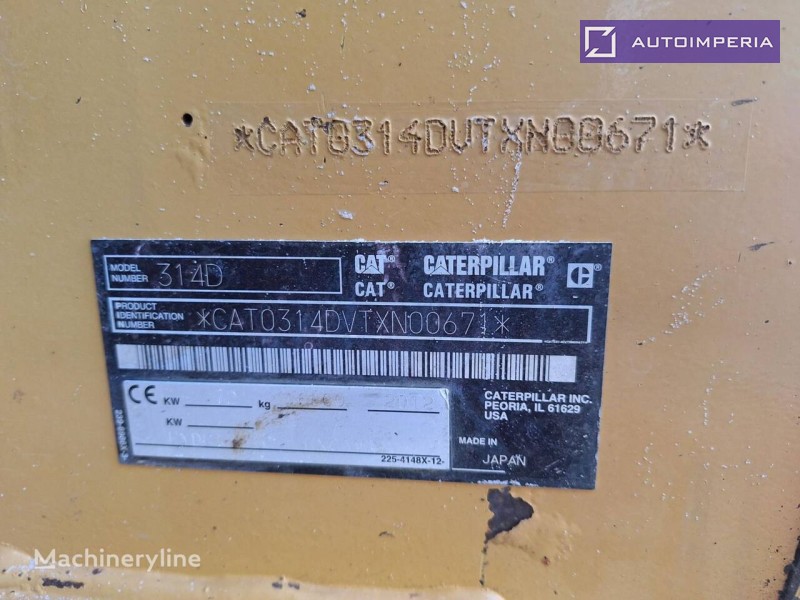 AUTOIMPERIA
*CAT0314DVTXN00671*
MODEL NUMBER 314D
CAT® CATERPILLAR®
CAT® CATERPILLAR®
PRODUCT IDENTIFICATION NUMBER *CAT0314DVTXN00671*
CE KW kg 2012
KW
CATERPILLAR INC.
PEORIA, IL 61629
USA
MADE IN
JAPAN
225-4148X-12-
Machineryline